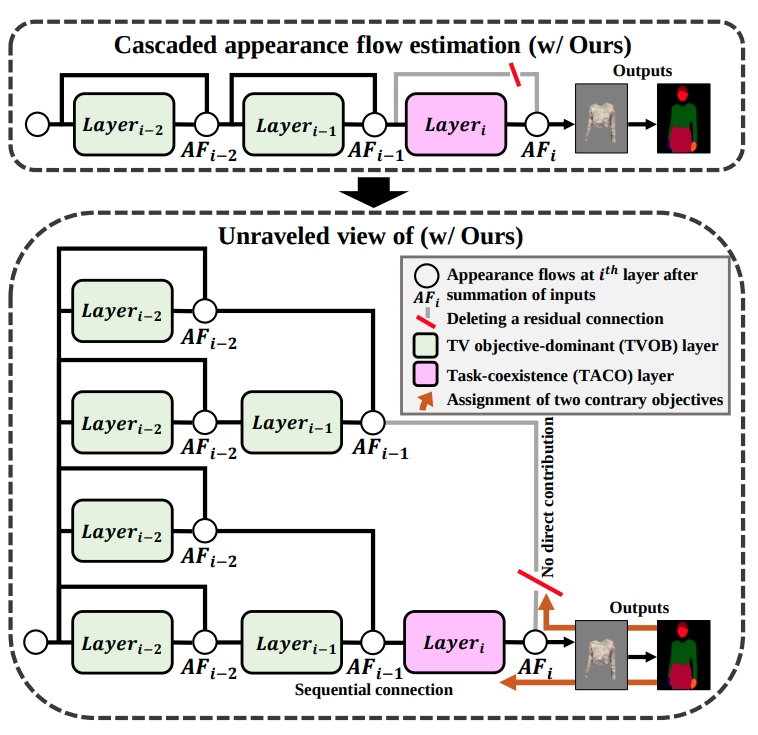 Cascaded appearance flow estimation (w/ Ours)
Outputs
Layer_{i−2}
Layer_{i−1}
Layer_i
AF_{i−2}
AF_{i−1}
AF_i
Unraveled view of (w/ Ours)
Appearance flows at i^{th} layer after
AF_i
summation of inputs
Deleting a residual connection
TV objective-dominant (TVOB) layer
Task-coexistence (TACO) layer
Assignment of two contrary objectives
Layer_{i−2}
AF_{i−2}
Layer_{i−2}
Layer_{i−1}
AF_{i−2}
AF_{i−1}
No direct contribution
Layer_{i−2}
AF_{i−2}
Outputs
Layer_{i−2}
Layer_{i−1}
Layer_i
AF_{i−2}
AF_{i−1}
AF_i
Sequential connection